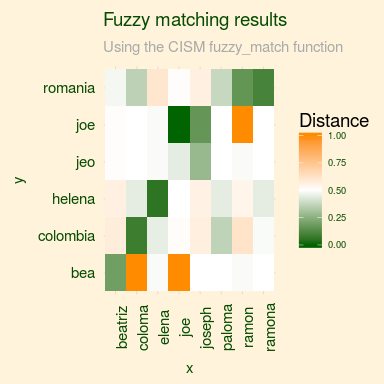 Fuzzy matching results
Using the CISM fuzzy_match function
romania
joe
jeo
helena
colombia
bea
y
beatriz
coloma
elena
joe
joseph
paloma
ramon
ramona
x
Distance
1.00
0.75
0.50
0.25
0.00